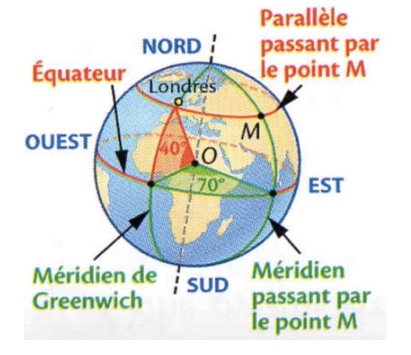 NORD
Parallèle
passant par
le point M
Équateur
Londres
M
OUEST
40°
O
70°
EST
Méridien de
Greenwich
SUD
Méridien
passant par
le point M